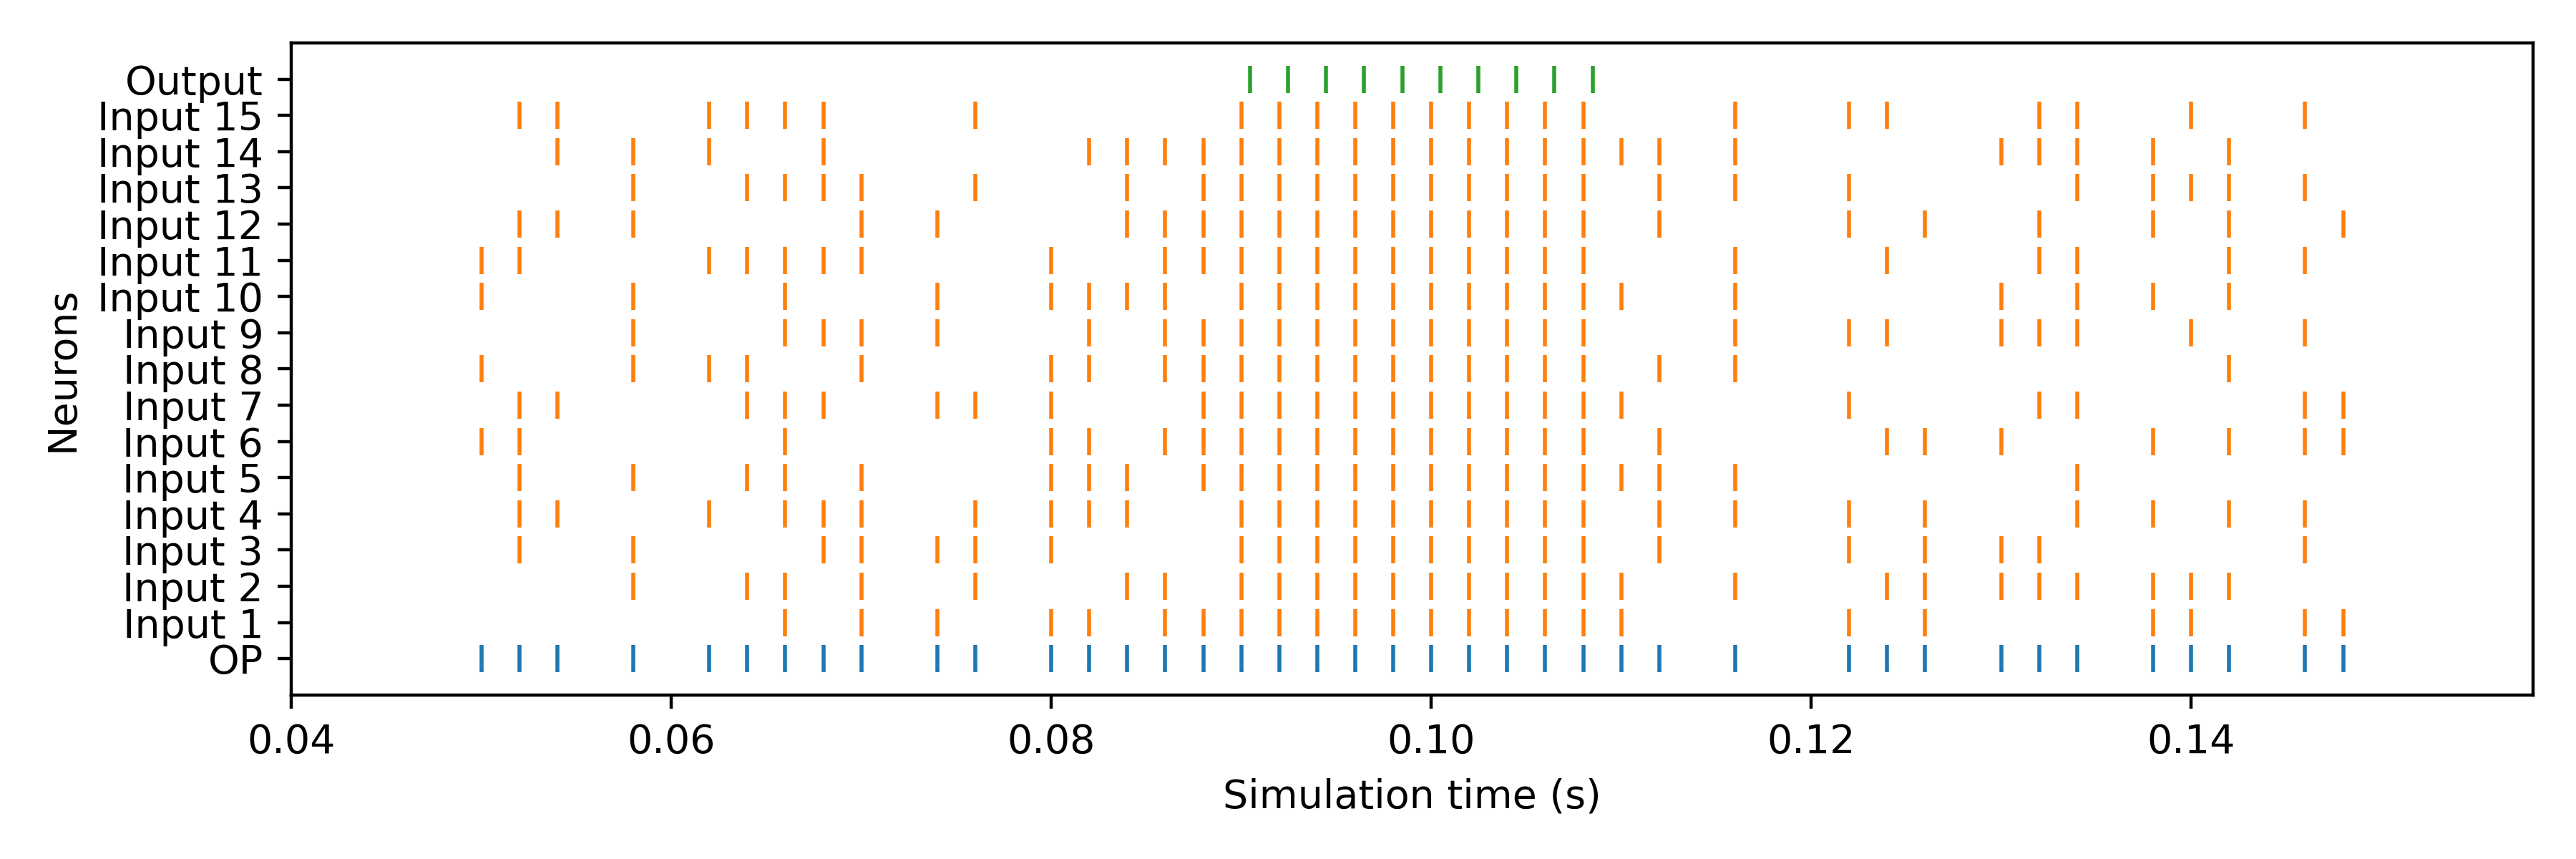 Output
Input 15
Input 14
Input 13
Input 12
Input 11
Input 10
Input 9
Input 8
Input 7
Input 6
Input 5
Input 4
Input 3
Input 2
Input 1
OP
Neurons
0.04 0.06 0.08 0.10 0.12 0.14
Simulation time (s)